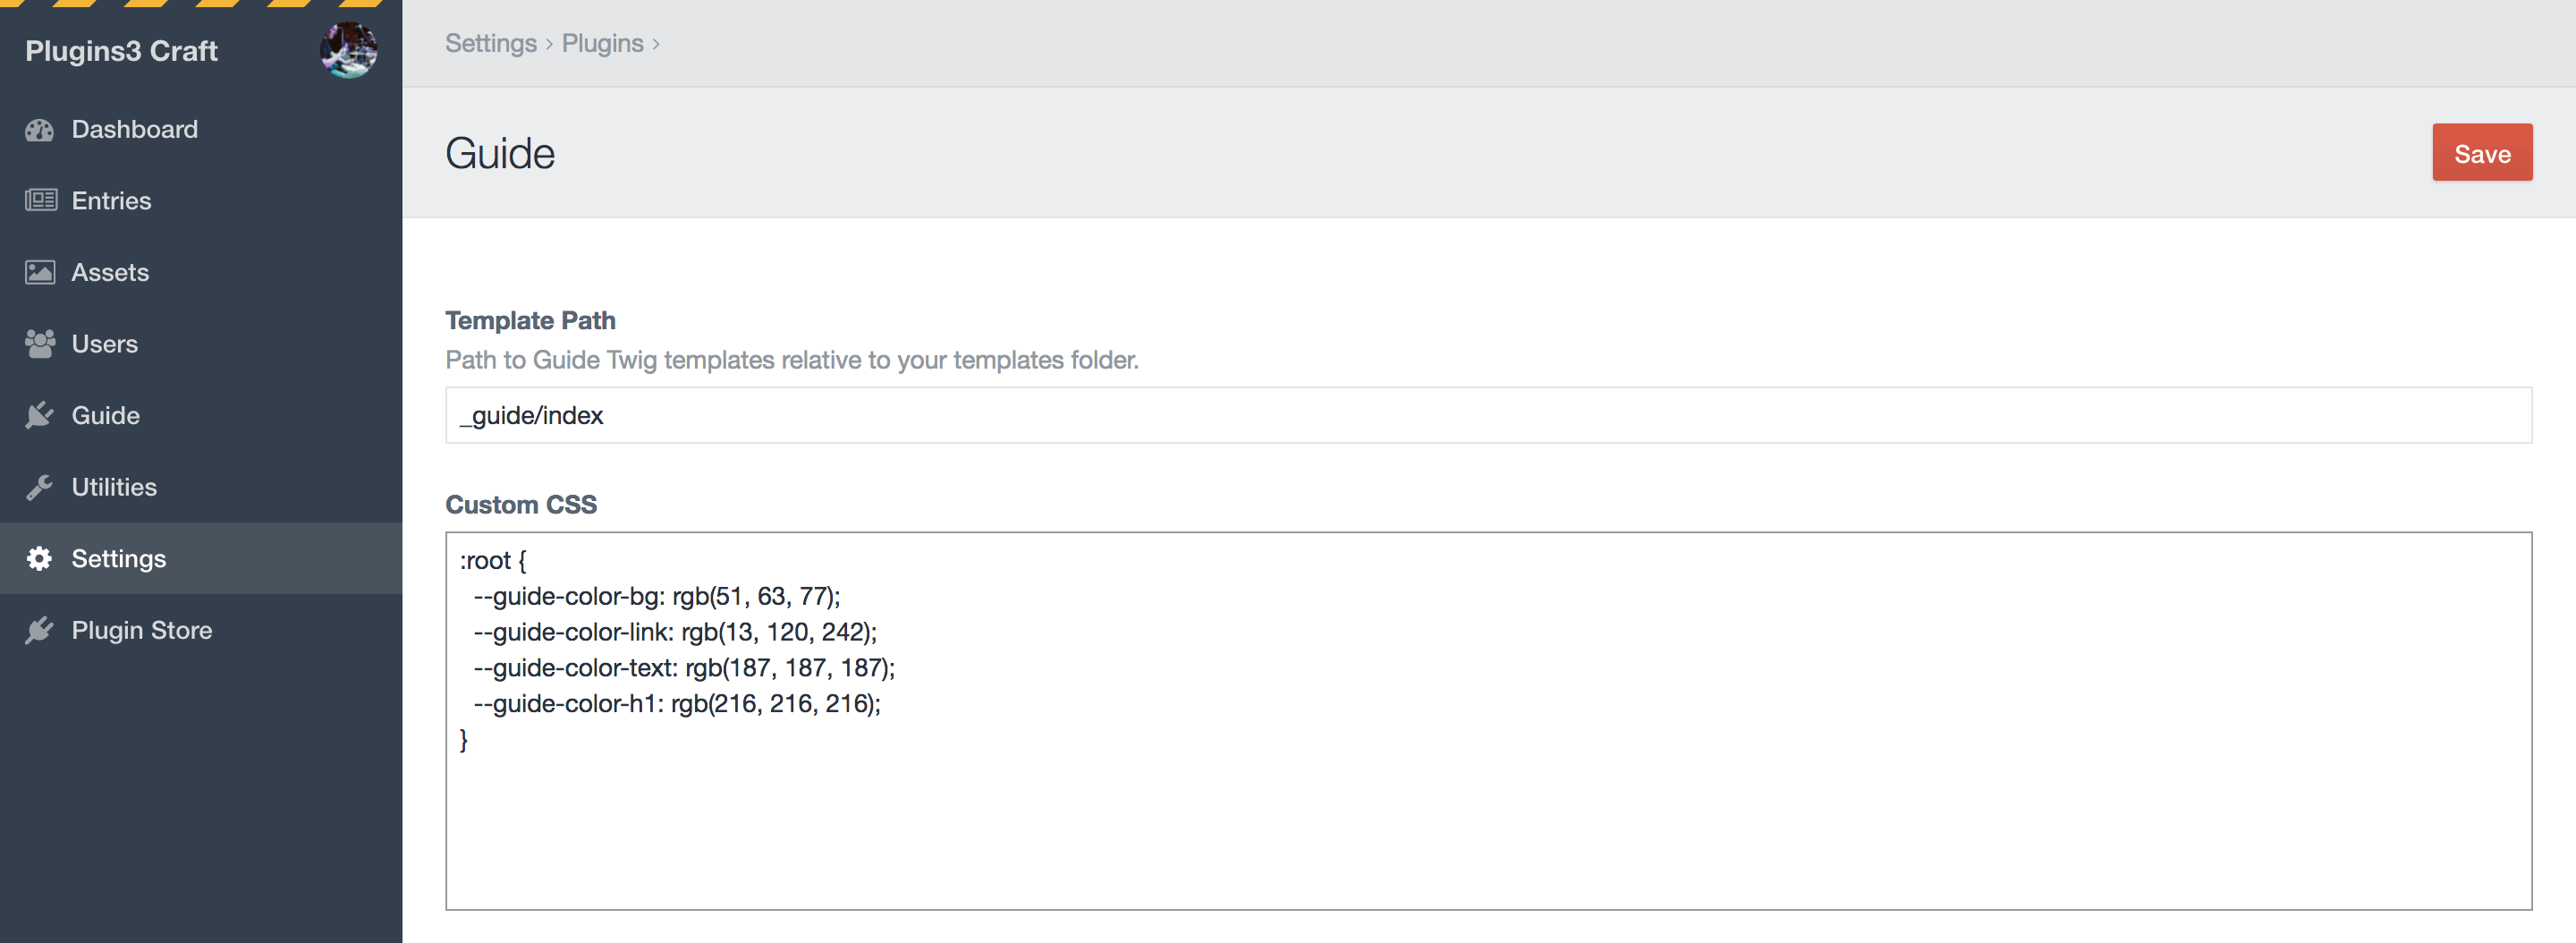 Plugins3 Craft
Dashboard
Entries
Assets
Users
Guide
Utilities
Settings
Plugin Store
Settings › Plugins ›
Guide
Save
Template Path
Path to Guide Twig templates relative to your templates folder.
_guide/index
Custom CSS
:root {
  --guide-color-bg: rgb(51, 63, 77);
  --guide-color-link: rgb(13, 120, 242);
  --guide-color-text: rgb(187, 187, 187);
  --guide-color-h1: rgb(216, 216, 216);
}